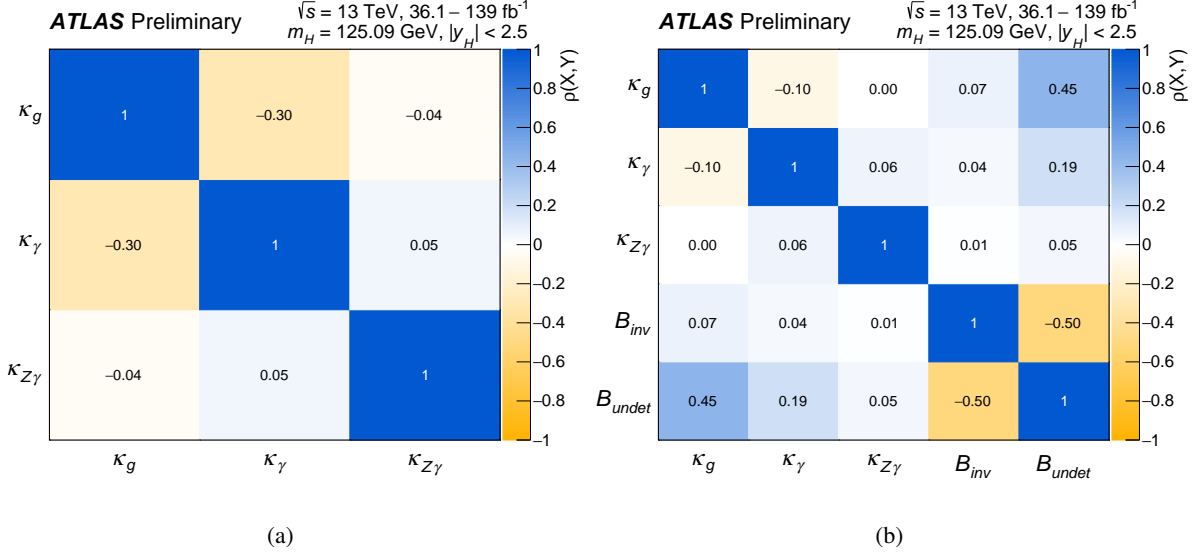 ATLAS Preliminary
√s = 13 TeV, 36.1 – 139 fb⁻¹
m_H = 125.09 GeV, |y_H| < 2.5
κ_g 1 −0.30 −0.04
κ_γ −0.30 1 0.05
κ_Zγ −0.04 0.05 1
κ_g κ_γ κ_Zγ
1
0.8
0.6
0.4
0.2
0
−0.2
−0.4
−0.6
−0.8
−1
ρ(X,Y)
(a)
ATLAS Preliminary
√s = 13 TeV, 36.1 – 139 fb⁻¹
m_H = 125.09 GeV, |y_H| < 2.5
κ_g 1 −0.10 0.00 0.07 0.45
κ_γ −0.10 1 0.06 0.04 0.19
κ_Zγ 0.00 0.06 1 0.01 0.05
B_inv 0.07 0.04 0.01 1 −0.50
B_undet 0.45 0.19 0.05 −0.50 1
κ_g κ_γ κ_Zγ B_inv B_undet
1
0.8
0.6
0.4
0.2
0
−0.2
−0.4
−0.6
−0.8
−1
ρ(X,Y)
(b)